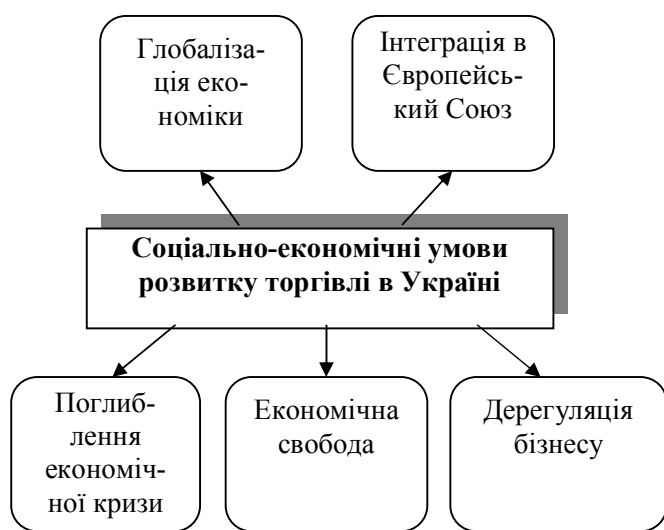 Глобаліза-
ція еко-
номіки
Інтеграція в
Європейсь-
кий Союз
Соціально-економічні умови
розвитку торгівлі в Україні
Поглиб-
лення
економіч-
ної кризи
Економічна
свобода
Дерегуляція
бізнесу